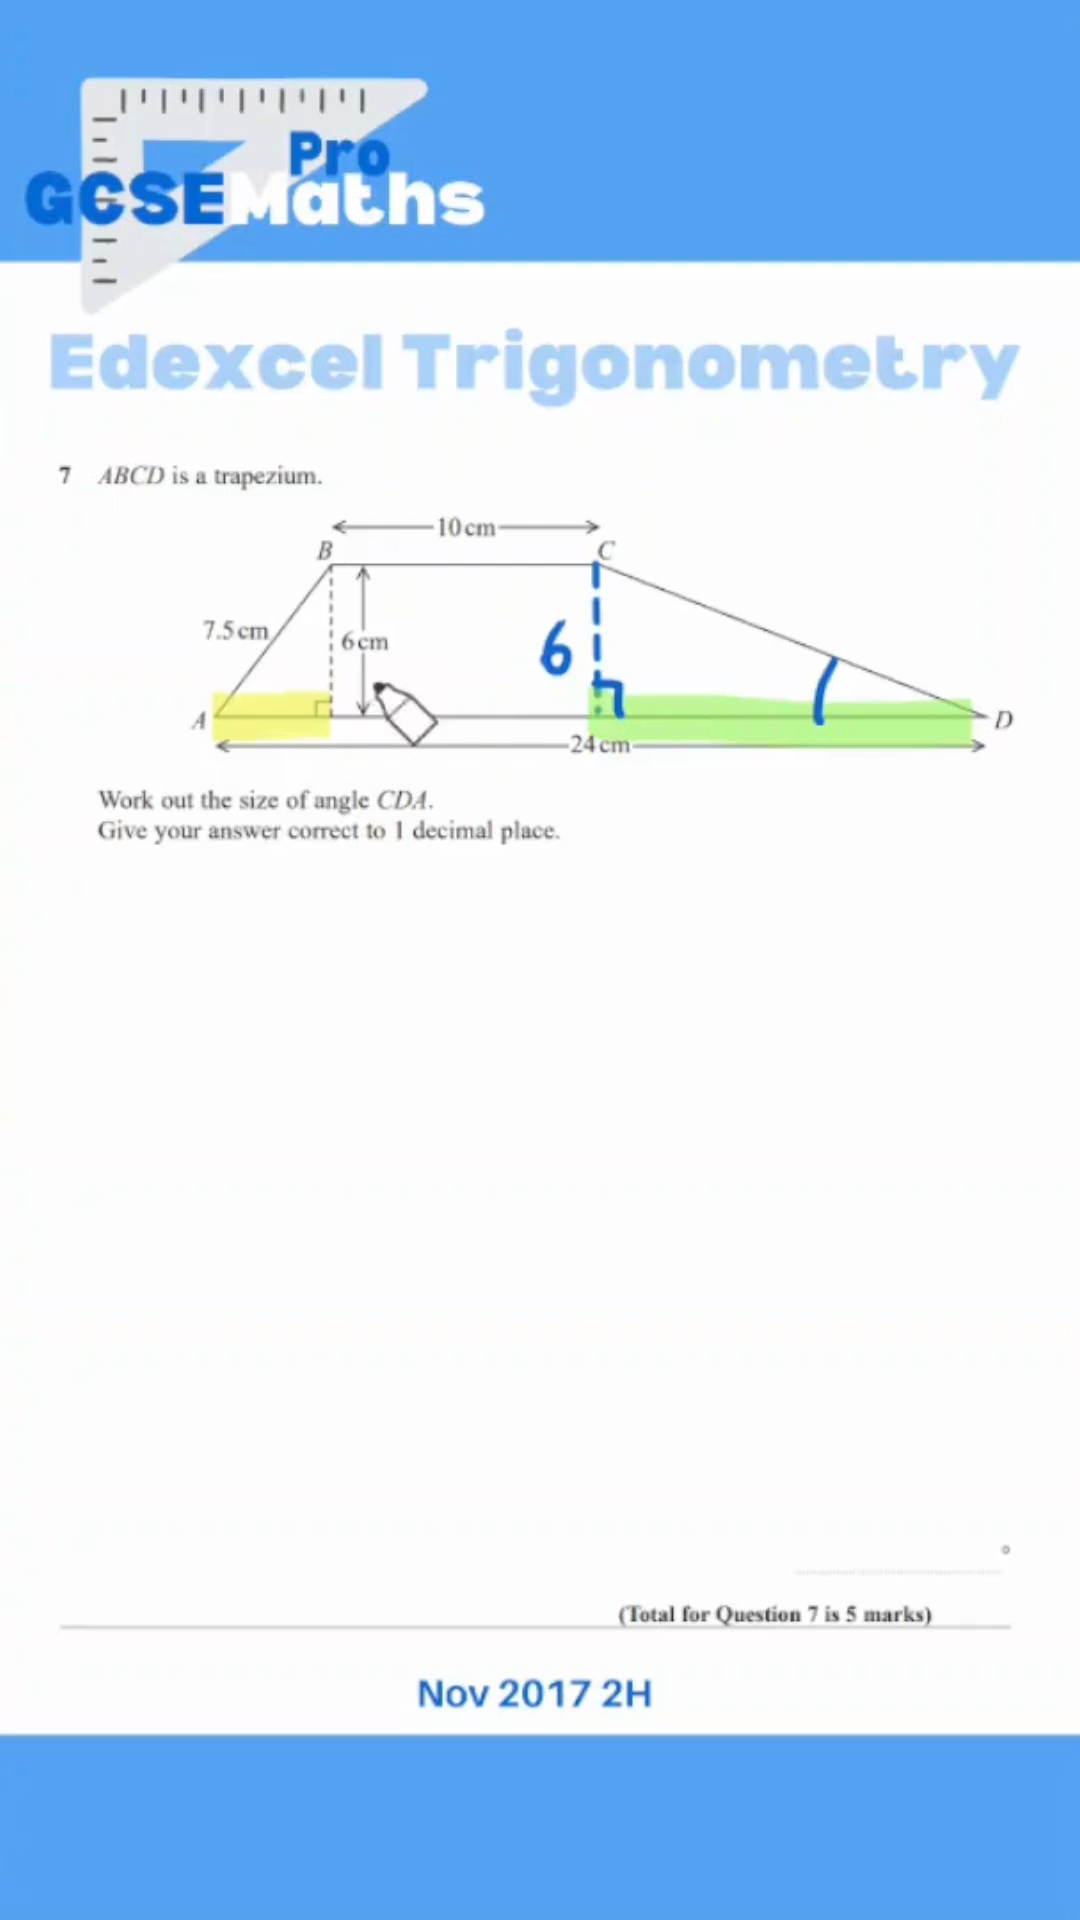 Pro
GCSEMaths
Edexcel Trigonometry
7 ABCD is a trapezium.
10 cm
B
C
7.5 cm
6 cm
6
A
D
24 cm
Work out the size of angle CDA.
Give your answer correct to 1 decimal place.
°
(Total for Question 7 is 5 marks)
Nov 2017 2H